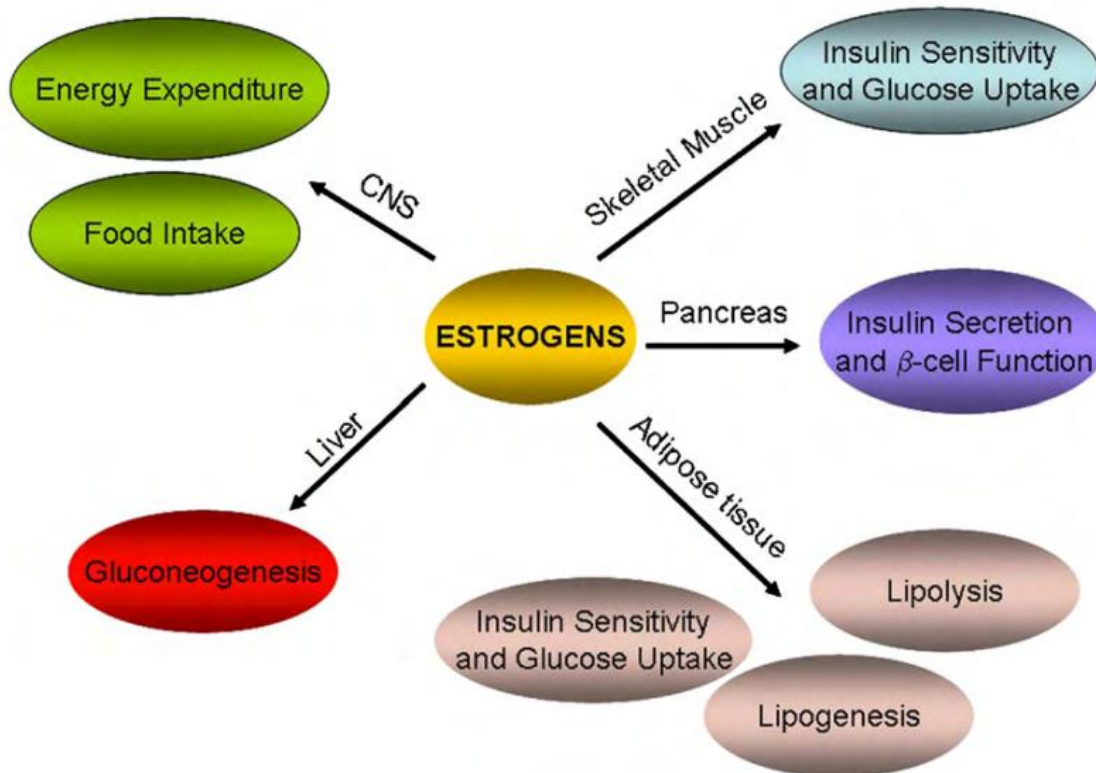 Energy Expenditure
Food Intake
CNS
Skeletal Muscle
Insulin Sensitivity
and Glucose Uptake
ESTROGENS
Pancreas
Insulin Secretion
and β-cell Function
Liver
Gluconeogenesis
Adipose tissue
Insulin Sensitivity
and Glucose Uptake
Lipolysis
Lipogenesis